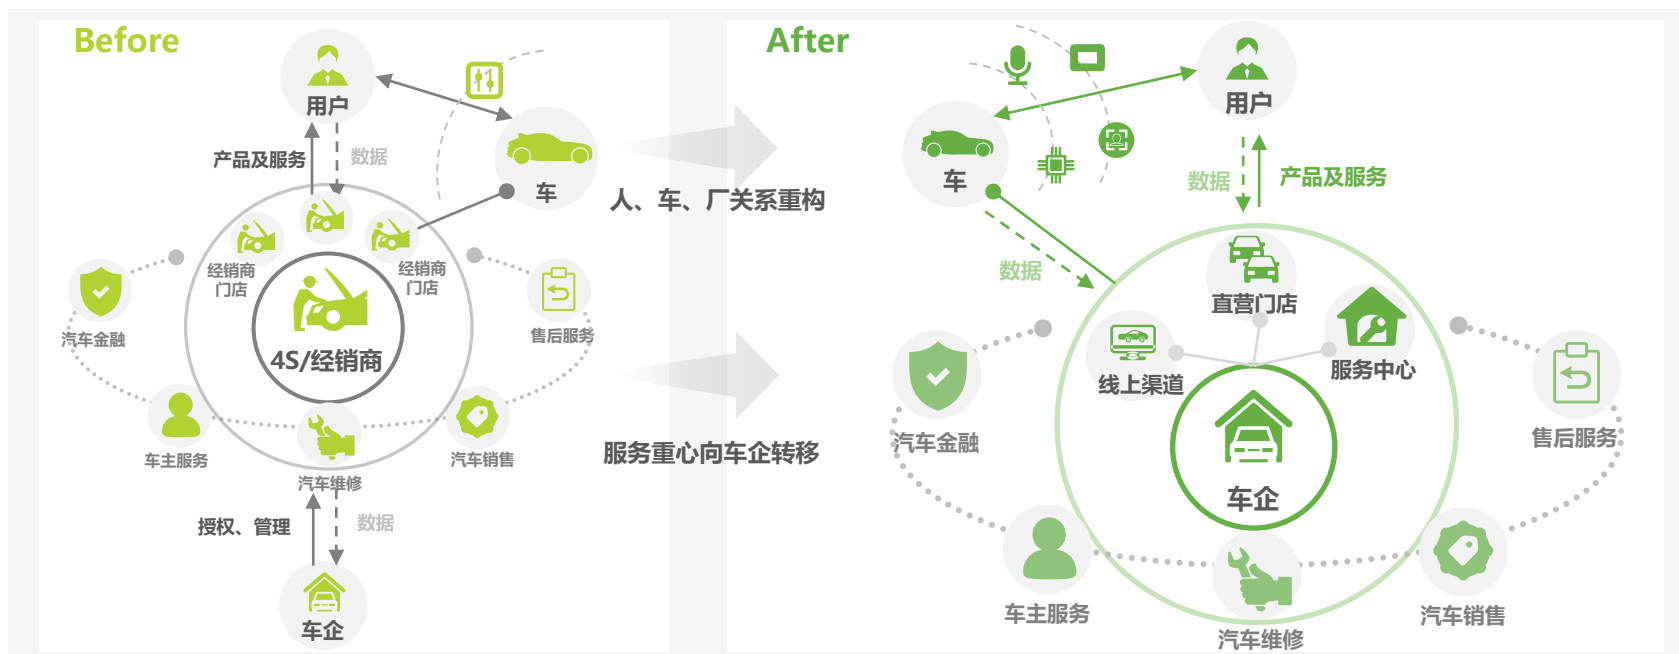 Before
用户
产品及服务
数据
车
经销商
门店
经销商
门店
汽车金融
4S/经销商
售后服务
车主服务
汽车维修
汽车销售
授权、管理
数据
车企
人、车、厂关系重构
服务重心向车企转移
After
用户
车
数据
产品及服务
数据
直营门店
线上渠道
服务中心
汽车金融
车企
售后服务
车主服务
汽车维修
汽车销售